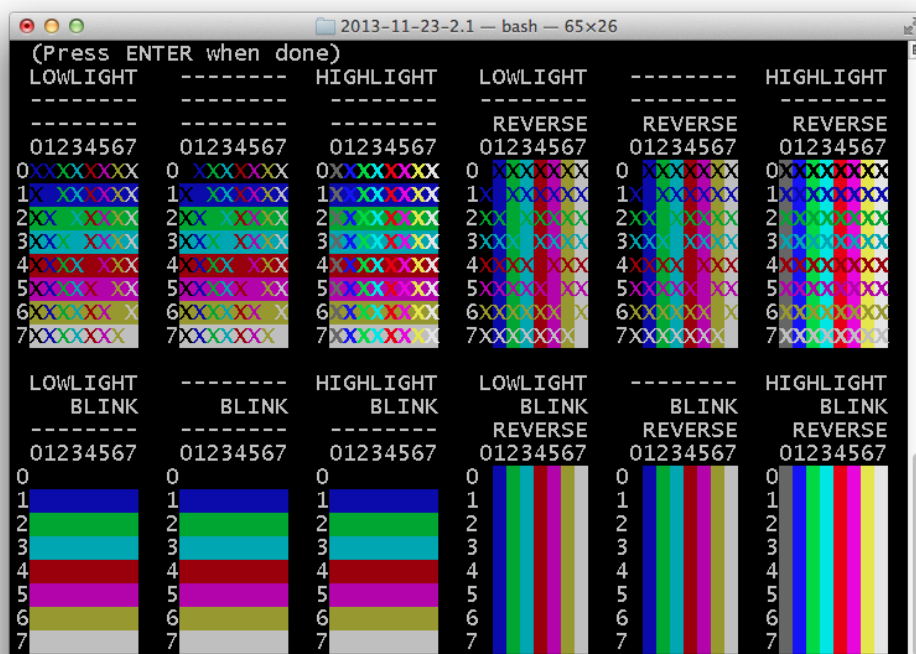 2013-11-23-2.1 — bash — 65×26
(Press ENTER when done)
LOWLIGHT -------- HIGHLIGHT LOWLIGHT -------- HIGHLIGHT
-------- -------- -------- -------- -------- --------
-------- -------- -------- REVERSE REVERSE REVERSE
01234567 01234567 01234567 01234567 01234567 01234567
0 XXXXXXX 0 XXXXXXX 0XXXXXXXX 0 XXXXXXX 0 XXXXXXX 0XXXXXXXX
1X XXXXXX 1X XXXXXX 1XXXXXXXX 1X XXXXXX 1X XXXXXX 1XXXXXXXX
2XX XXXXX 2XX XXXXX 2XXXXXXXX 2XX XXXXX 2XX XXXXX 2XXXXXXXX
3XXX XXXX 3XXX XXXX 3XXXXXXXX 3XXX XXXX 3XXX XXXX 3XXXXXXXX
4XXXX XXX 4XXXX XXX 4XXXXXXXX 4XXXX XXX 4XXXX XXX 4XXXXXXXX
5XXXXX XX 5XXXXX XX 5XXXXXXXX 5XXXXX XX 5XXXXX XX 5XXXXXXXX
6XXXXXX X 6XXXXXX X 6XXXXXXXX 6XXXXXX X 6XXXXXX X 6XXXXXXXX
7XXXXXXX 7XXXXXXX 7XXXXXXXX 7XXXXXXX 7XXXXXXX 7XXXXXXXX
LOWLIGHT -------- HIGHLIGHT LOWLIGHT -------- HIGHLIGHT
BLINK BLINK BLINK BLINK BLINK BLINK
-------- -------- -------- REVERSE REVERSE REVERSE
01234567 01234567 01234567 01234567 01234567 01234567
0 0 0 0 0 0
1 1 1 1 1 1
2 2 2 2 2 2
3 3 3 3 3 3
4 4 4 4 4 4
5 5 5 5 5 5
6 6 6 6 6 6
7 7 7 7 7 7